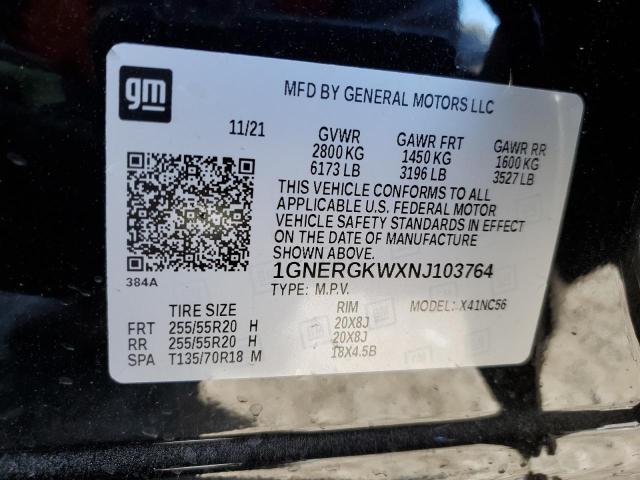 gm
MFD BY GENERAL MOTORS LLC
11/21 GVWR GAWR FRT GAWR RR
2800 KG 1450 KG 1600 KG
6173 LB 3196 LB 3527 LB
THIS VEHICLE CONFORMS TO ALL
APPLICABLE U.S. FEDERAL MOTOR
VEHICLE SAFETY STANDARDS IN EFFECT
ON THE DATE OF MANUFACTURE
SHOWN ABOVE.
384A
1GNERGKWXNJ103764
TYPE: M.P.V. MODEL: X41NC56
TIRE SIZE RIM
FRT 255/55R20 H 20X8J
RR 255/55R20 H 20X8J
SPA T135/70R18 M 18X4.5B